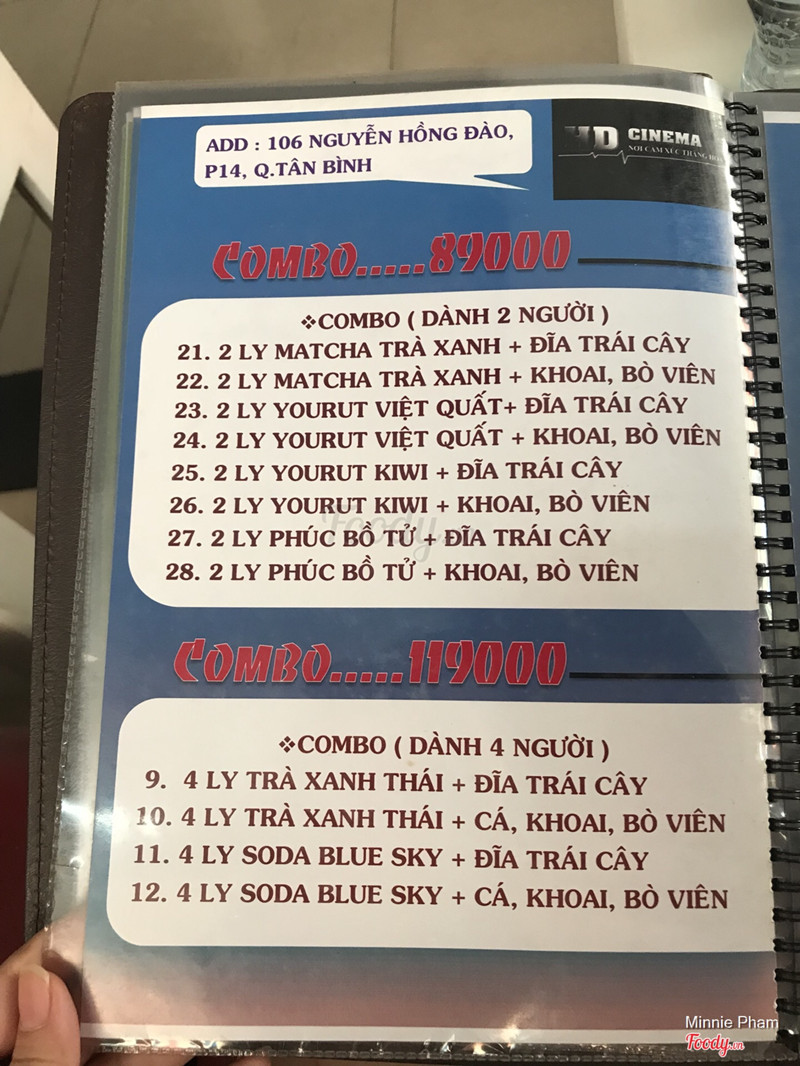 ADD : 106 NGUYỄN HỒNG ĐÀO,
P14, Q.TÂN BÌNH
HD CINEMA
NƠI CẢM XÚC THĂNG
COMBO.....89000
❖COMBO ( DÀNH 2 NGƯỜI )
21. 2 LY MATCHA TRÀ XANH + ĐĨA TRÁI CÂY
22. 2 LY MATCHA TRÀ XANH + KHOAI, BÒ VIÊN
23. 2 LY YOURUT VIỆT QUẤT+ ĐĨA TRÁI CÂY
24. 2 LY YOURUT VIỆT QUẤT + KHOAI, BÒ VIÊN
25. 2 LY YOURUT KIWI + ĐĨA TRÁI CÂY
26. 2 LY YOURUT KIWI + KHOAI, BÒ VIÊN
27. 2 LY PHÚC BỒ TỬ + ĐĨA TRÁI CÂY
28. 2 LY PHÚC BỒ TỬ + KHOAI, BÒ VIÊN
COMBO.....119000
❖COMBO ( DÀNH 4 NGƯỜI )
9. 4 LY TRÀ XANH THÁI + ĐĨA TRÁI CÂY
10. 4 LY TRÀ XANH THÁI + CÁ, KHOAI, BÒ VIÊN
11. 4 LY SODA BLUE SKY + ĐĨA TRÁI CÂY
12. 4 LY SODA BLUE SKY + CÁ, KHOAI, BÒ VIÊN
Foody.vn
Minnie Pham
Foody.vn